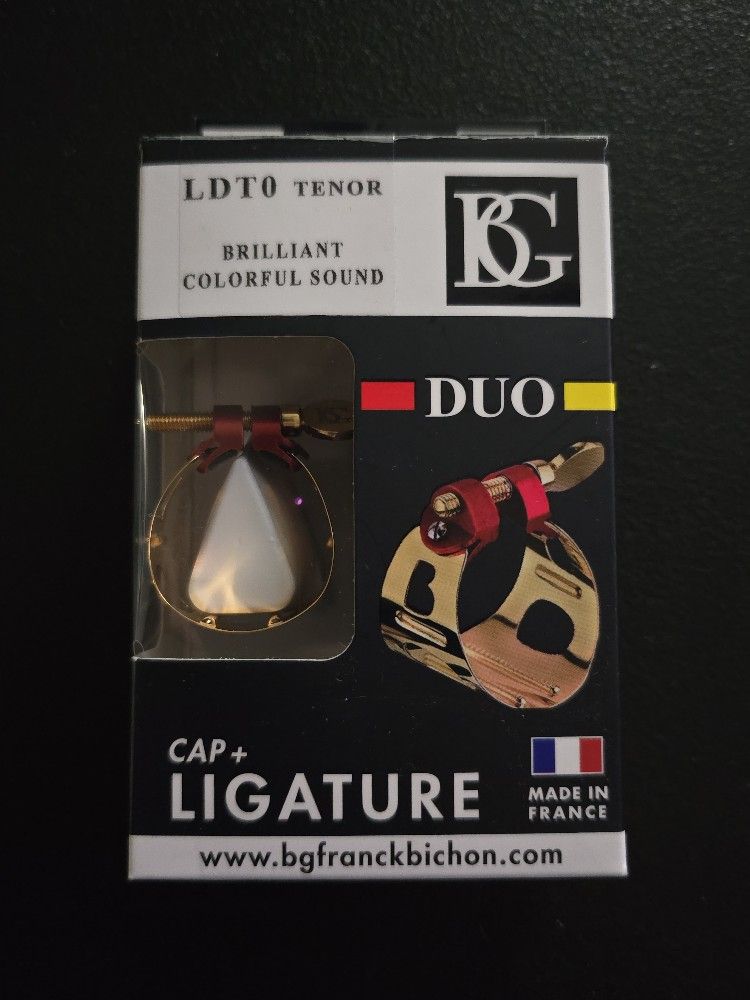 LDT0 TENOR
BRILLIANT
COLORFUL SOUND
BG
DUO
CAP +
LIGATURE
MADE IN
FRANCE
www.bgfranckbichon.com